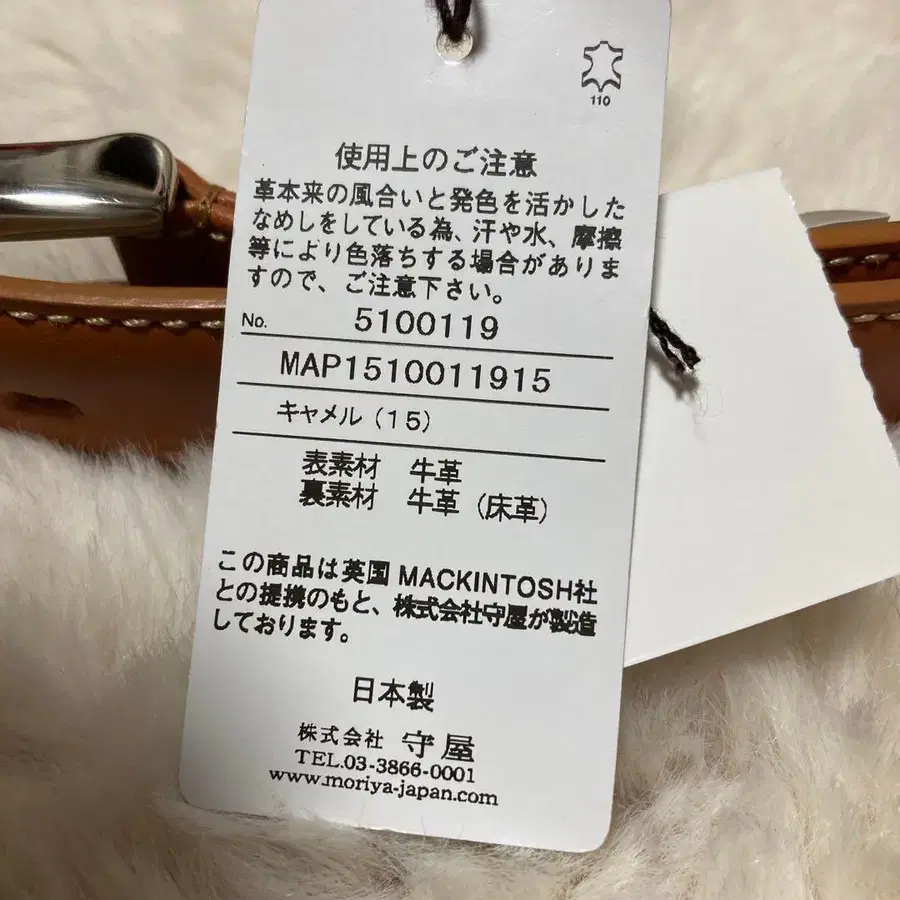 110
使用上のご注意
革本来の風合いと発色を活かした
なめしをしている為、汗や水、摩擦
等により色落ちする場合がありま
すので、ご注意下さい。
No. 5100119
MAP1510011915
キャメル(15)
表素材 牛革
裏素材 牛革(床革)
この商品は英国 MACKINTOSH社
との提携のもと、株式会社守屋が製造
しております。
日本製
株式会社 守屋
TEL.03-3866-0001
www.moriya-japan.com